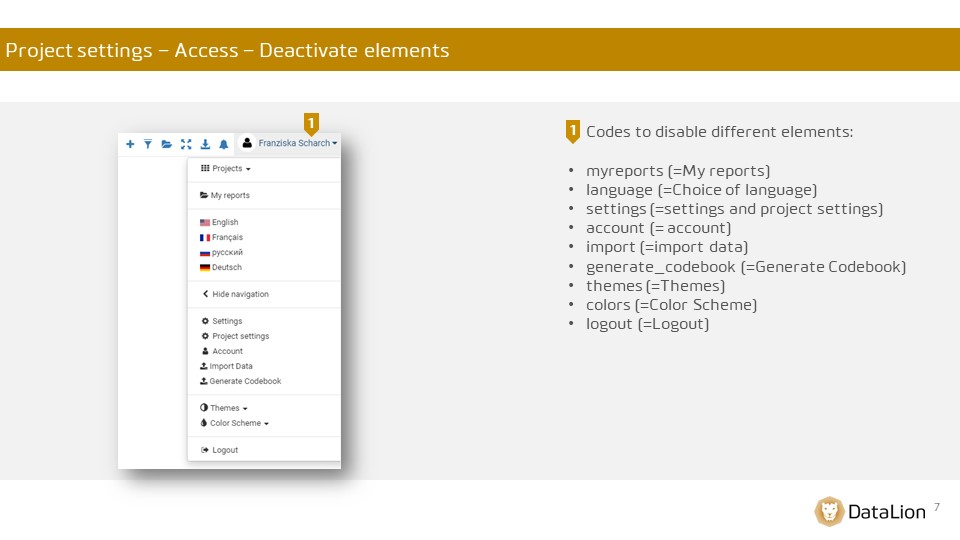 Project settings – Access – Deactivate elements
1
Franziska Scharch
Projects
My reports
English
Français
русский
Deutsch
Hide navigation
Settings
Project settings
Account
Import Data
Generate Codebook
Themes
Color Scheme
Logout
1 Codes to disable different elements:
• myreports (=My reports)
• language (=Choice of language)
• settings (=settings and project settings)
• account (= account)
• import (=import data)
• generate_codebook (=Generate Codebook)
• themes (=Themes)
• colors (=Color Scheme)
• logout (=Logout)
DataLion 7